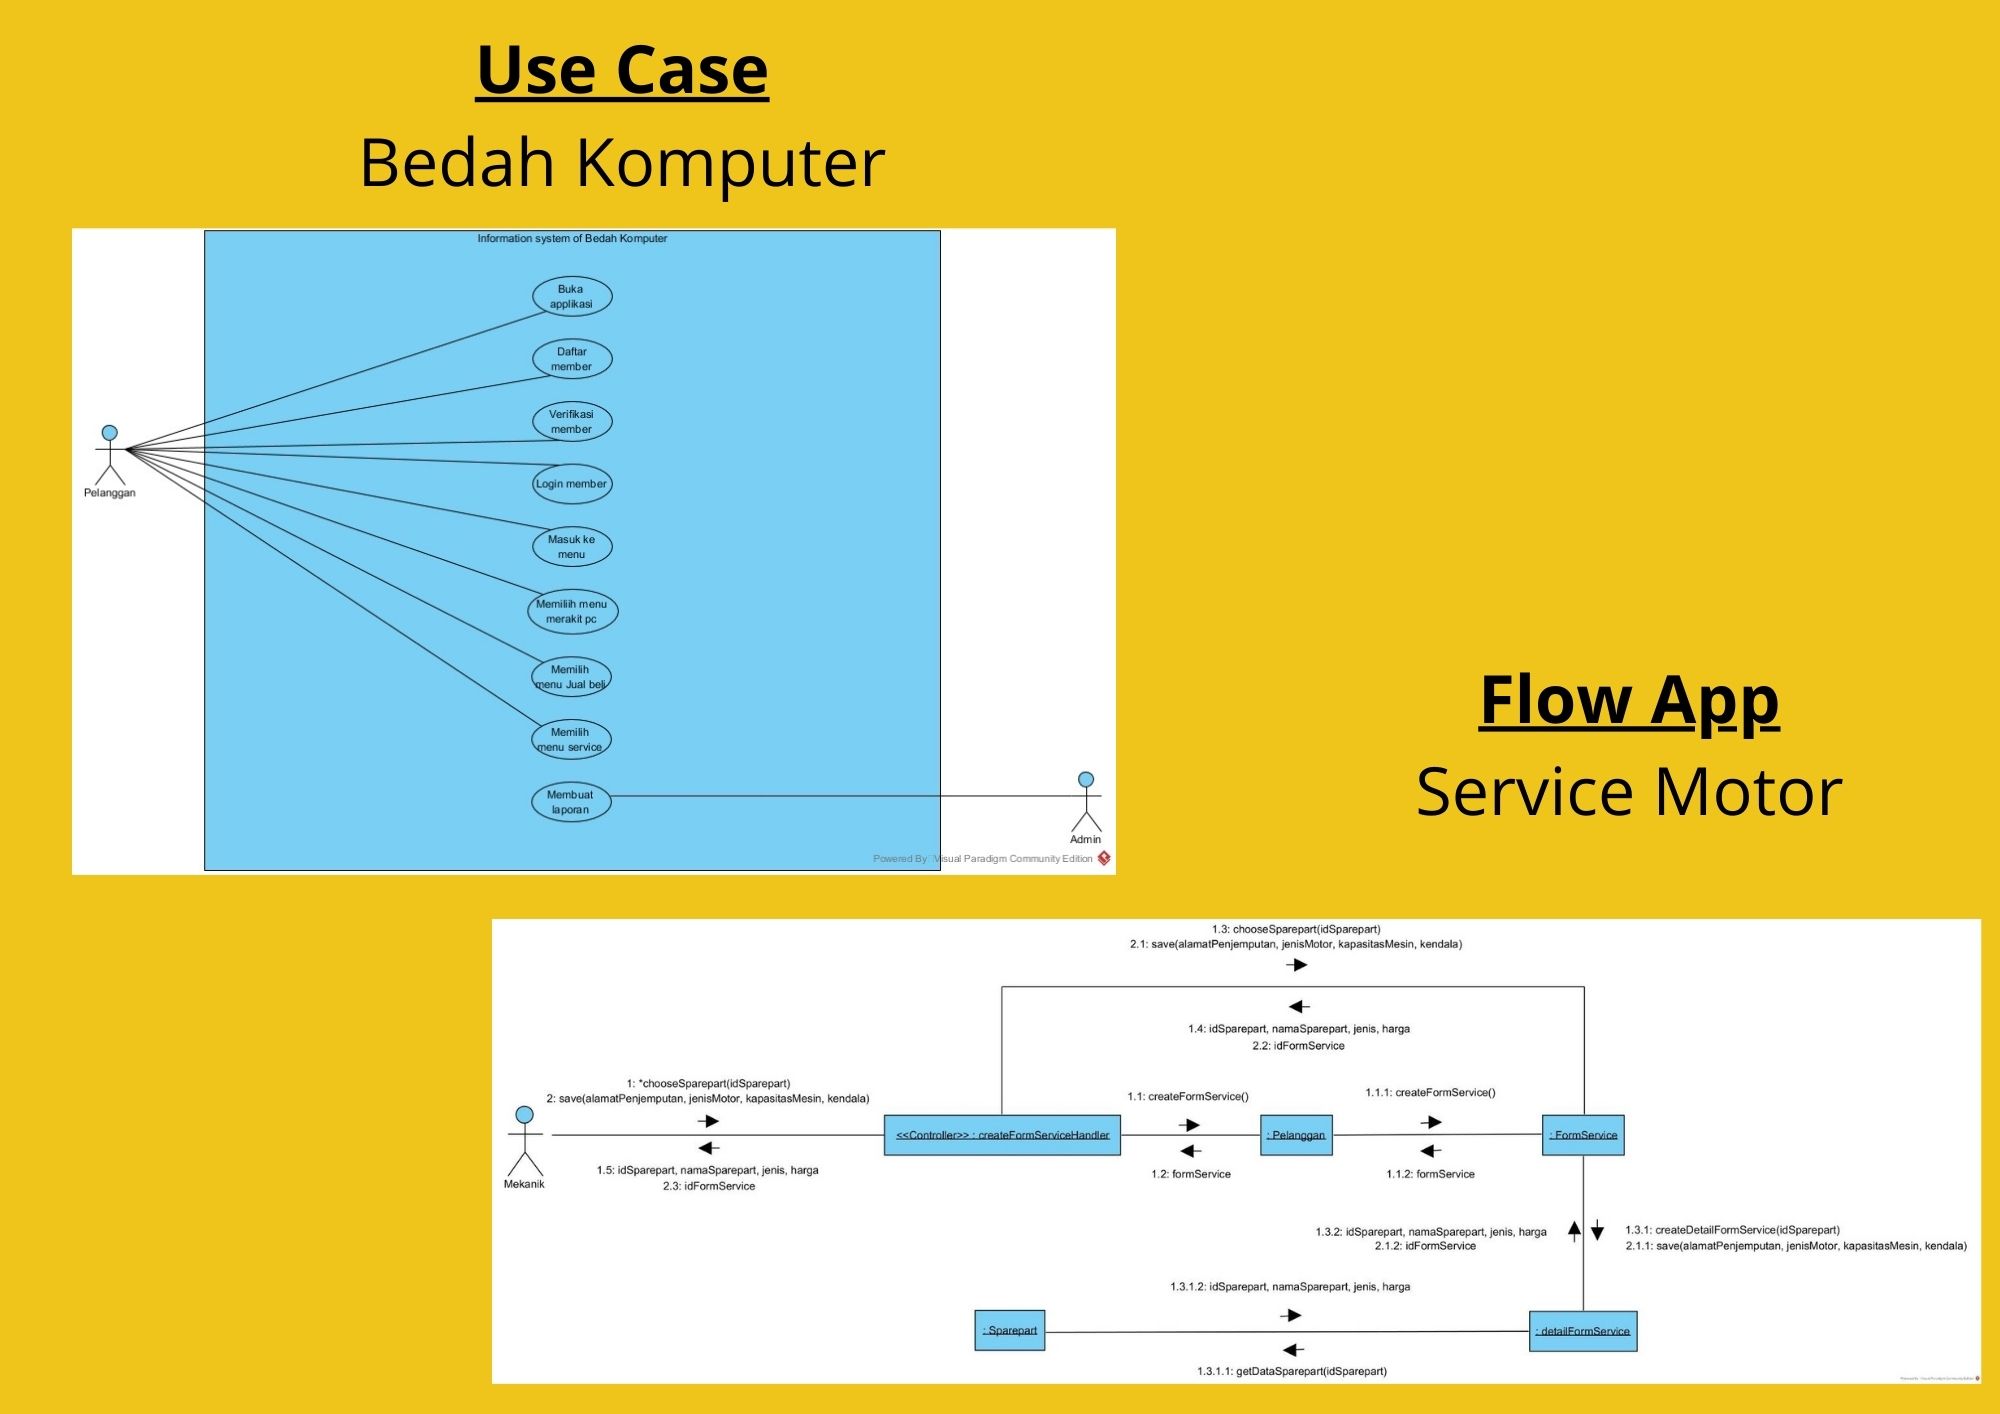 Use Case
Bedah Komputer
Information system of Bedah Komputer
Buka
applikasi
Daftar
member
Verifikasi
member
Login member
Masuk ke
menu
Memiliih menu
merakit pc
Memilih
menu Jual beli
Memilih
menu service
Membuat
laporan
Pelanggan
Admin
Powered By Visual Paradigm Community Edition
Flow App
Service Motor
1.3: chooseSparepart(idSparepart)
2.1: save(alamatPenjemputan, jenisMotor, kapasitasMesin, kendala)
1.4: idSparepart, namaSparepart, jenis, harga
2.2: idFormService
1: *chooseSparepart(idSparepart)
2: save(alamatPenjemputan, jenisMotor, kapasitasMesin, kendala)
1.1: createFormService()
1.1.1: createFormService()
<<Controller>> : createFormServiceHandler
: Pelanggan
: FormService
Mekanik
1.5: idSparepart, namaSparepart, jenis, harga
2.3: idFormService
1.2: formService
1.1.2: formService
1.3.2: idSparepart, namaSparepart, jenis, harga
2.1.2: idFormService
1.3.1: createDetailFormService(idSparepart)
2.1.1: save(alamatPenjemputan, jenisMotor, kapasitasMesin, kendala)
1.3.1.2: idSparepart, namaSparepart, jenis, harga
: Sparepart
: detailFormService
1.3.1.1: getDataSparepart(idSparepart)
Powered By Visual Paradigm Community Edition